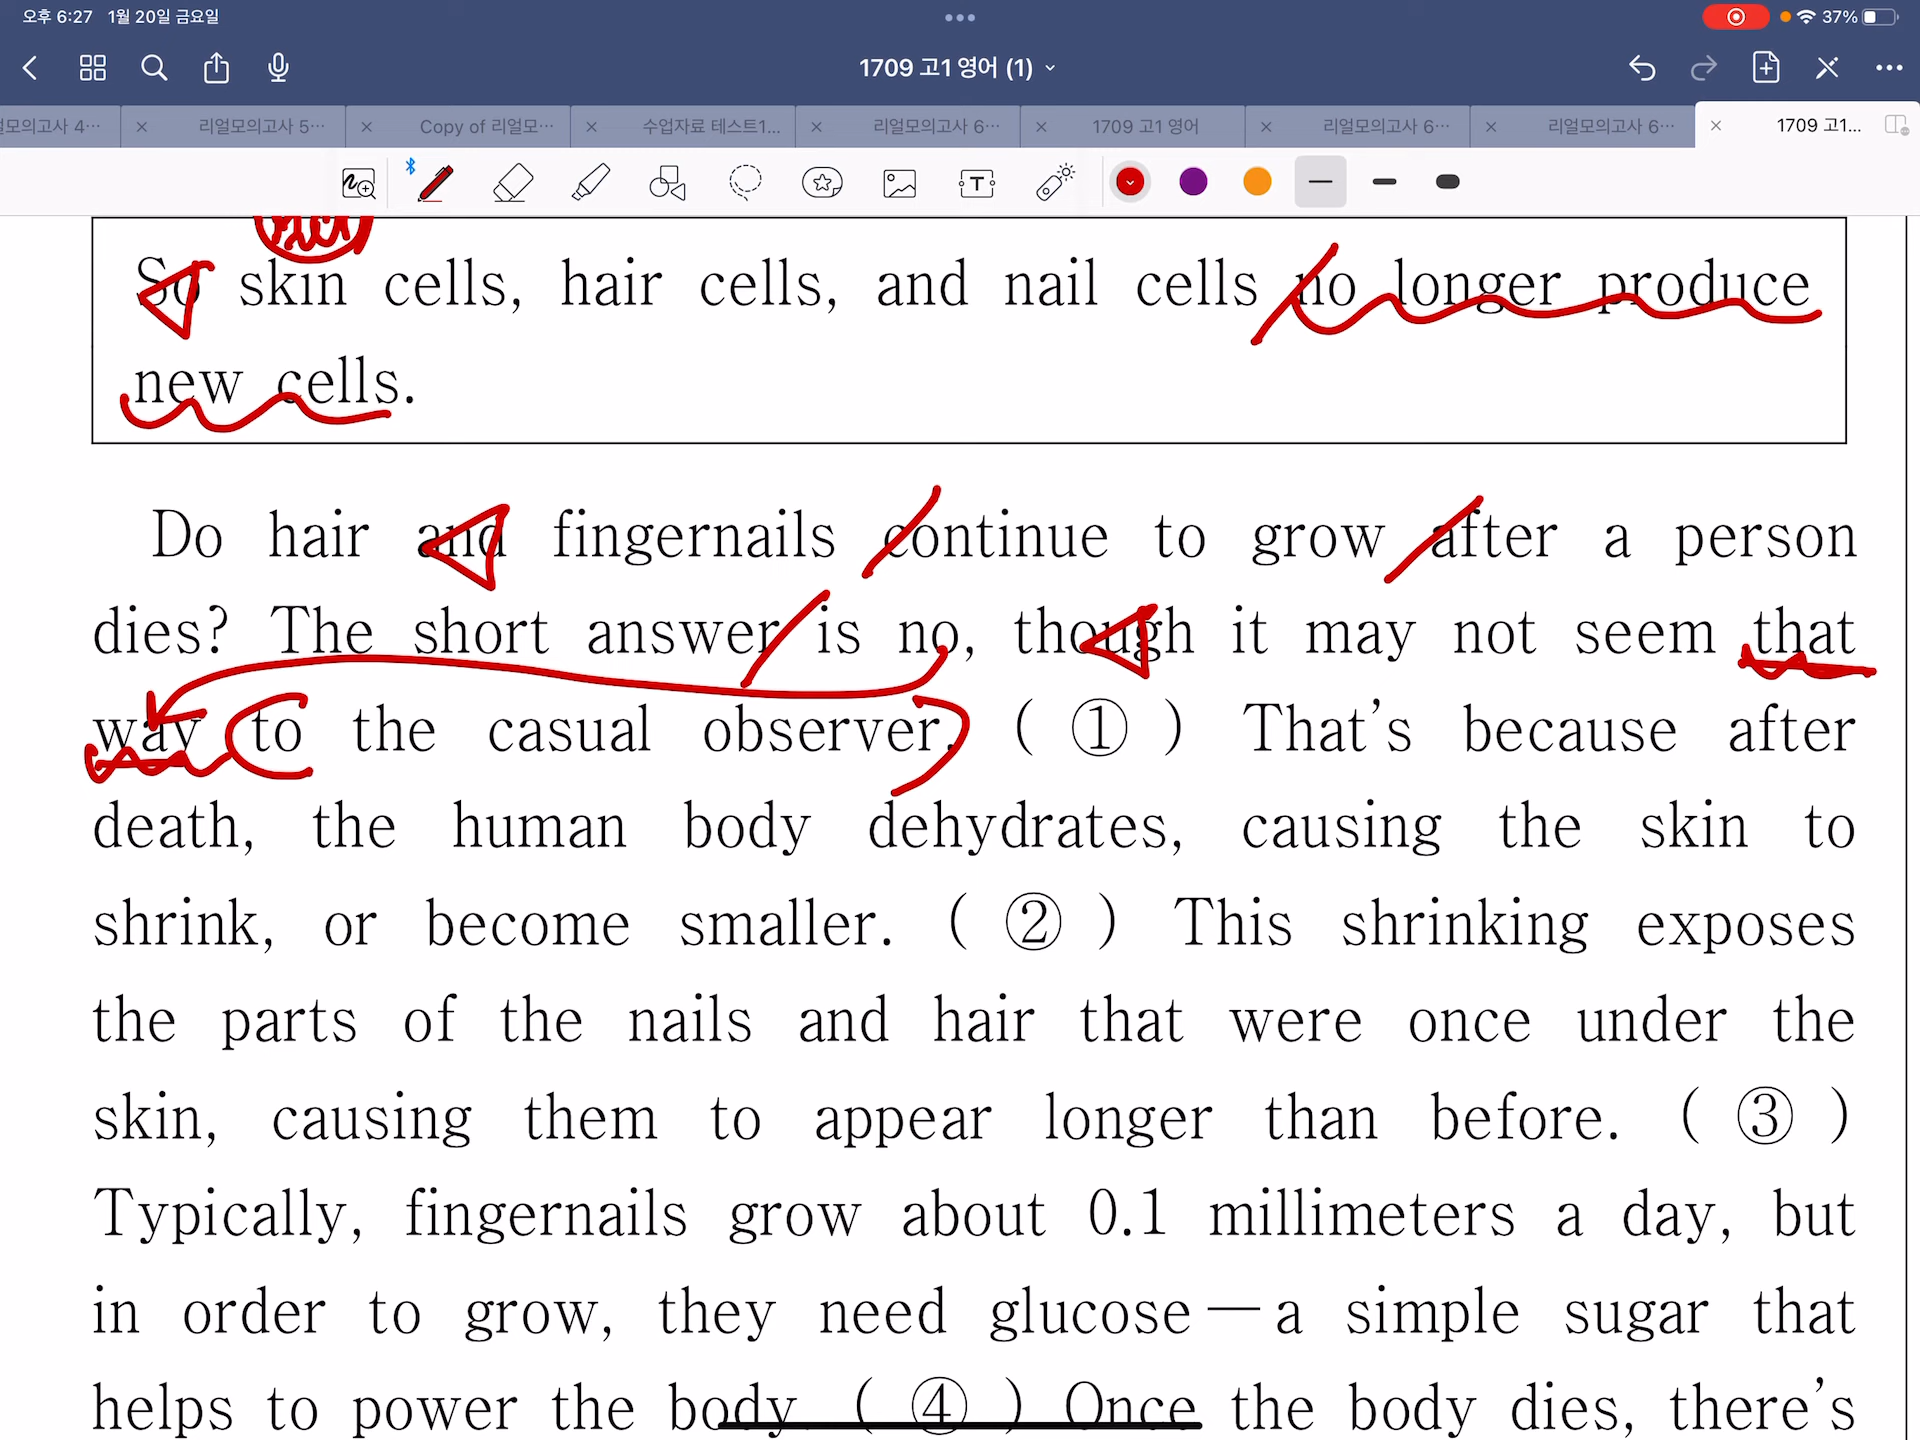 오후 6:27 1월 20일 금요일
37%
1709 고1 영어 (1)
얼모의고사 4…
리얼모의고사 5…
Copy of 리얼모…
수업자료 테스트1...
리얼모의고사 6…
1709 고1 영어
리얼모의고사 6…
리얼모의고사 6…
1709 고1...
So skin cells, hair cells, and nail cells no longer produce
new cells.
Do hair and fingernails continue to grow after a person
dies? The short answer is no, though it may not seem that
way to the casual observer. ( ① ) That's because after
death, the human body dehydrates, causing the skin to
shrink, or become smaller. ( ② ) This shrinking exposes
the parts of the nails and hair that were once under the
skin, causing them to appear longer than before. ( ③ )
Typically, fingernails grow about 0.1 millimeters a day, but
in order to grow, they need glucose — a simple sugar that
helps to power the body. ( ④ ) Once the body dies, there's